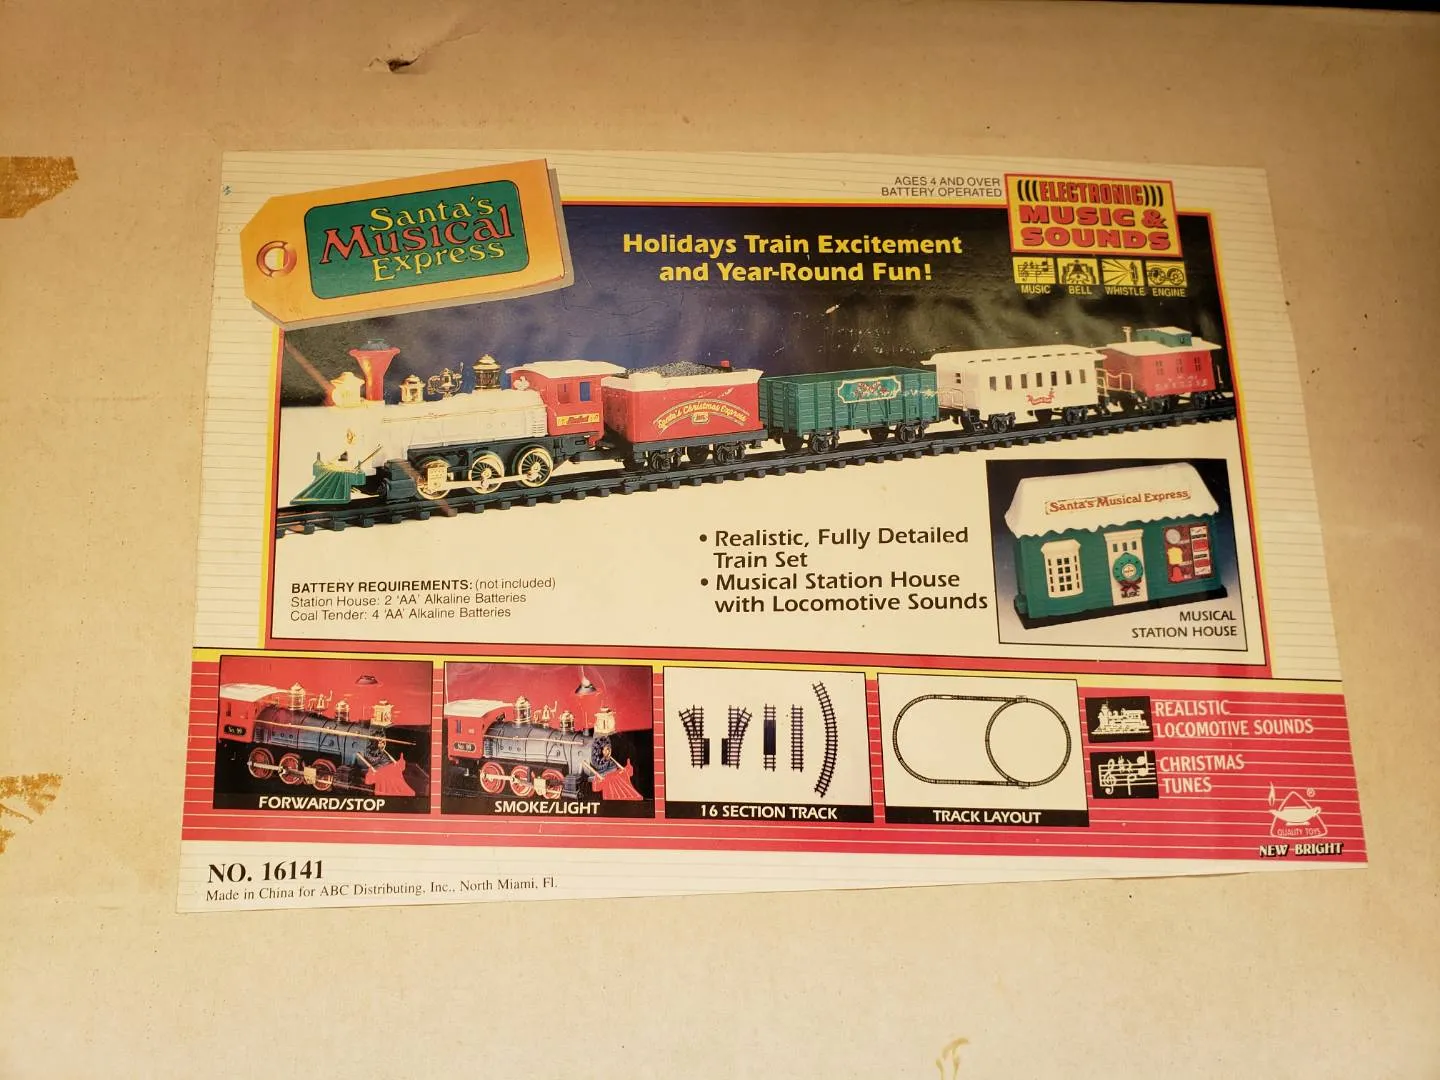 Santa's
Musical
Express
AGES 4 AND OVER
BATTERY OPERATED
(((ELECTRONIC)))
MUSIC &
SOUNDS
MUSIC BELL WHISTLE ENGINE
Holidays Train Excitement
and Year-Round Fun!
Santa's Christmas Express
Santa's Musical Express
• Realistic, Fully Detailed
Train Set
• Musical Station House
with Locomotive Sounds
MUSICAL
STATION HOUSE
BATTERY REQUIREMENTS: (not included)
Station House: 2 'AA' Alkaline Batteries
Coal Tender: 4 'AA' Alkaline Batteries
FORWARD/STOP
SMOKE/LIGHT
16 SECTION TRACK
TRACK LAYOUT
REALISTIC
LOCOMOTIVE SOUNDS
CHRISTMAS
TUNES
®
QUALITY TOYS
NEW BRIGHT
NO. 16141
Made in China for ABC Distributing, Inc., North Miami, Fl.